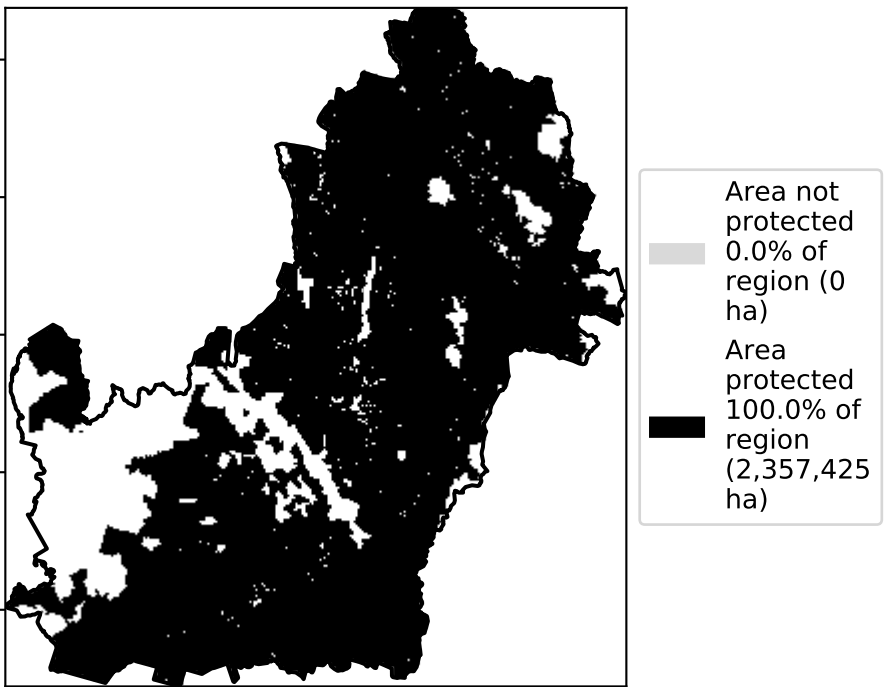 Area not
protected
0.0% of
region (0
ha)
Area
protected
100.0% of
region
(2,357,425
ha)